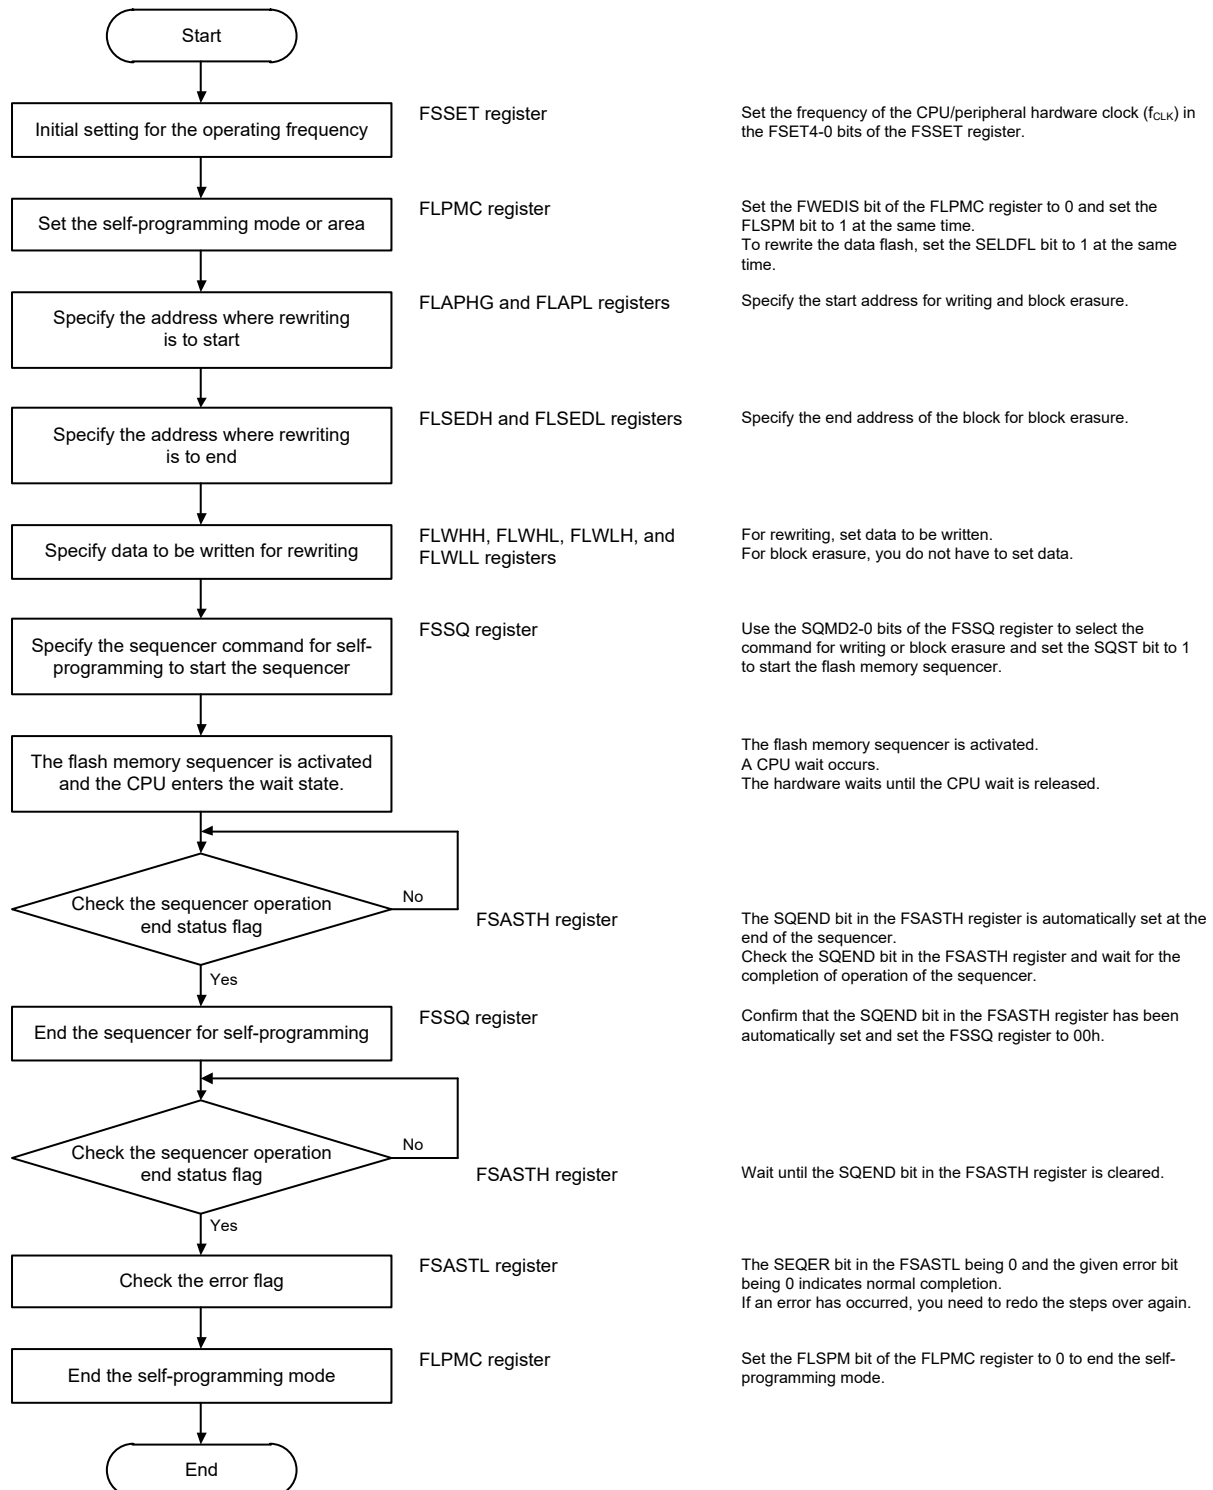 Start
Initial setting for the operating frequency
FSSET register
Set the frequency of the CPU/peripheral hardware clock (fCLK) in
the FSET4-0 bits of the FSSET register.
Set the self-programming mode or area
FLPMC register
Set the FWEDIS bit of the FLPMC register to 0 and set the
FLSPM bit to 1 at the same time.
To rewrite the data flash, set the SELDFL bit to 1 at the same
time.
Specify the address where rewriting
is to start
FLAPHG and FLAPL registers
Specify the start address for writing and block erasure.
Specify the address where rewriting
is to end
FLSEDH and FLSEDL registers
Specify the end address of the block for block erasure.
Specify data to be written for rewriting
FLWHH, FLWHL, FLWLH, and
FLWLL registers
For rewriting, set data to be written.
For block erasure, you do not have to set data.
Specify the sequencer command for self-
programming to start the sequencer
FSSQ register
Use the SQMD2-0 bits of the FSSQ register to select the
command for writing or block erasure and set the SQST bit to 1
to start the flash memory sequencer.
The flash memory sequencer is activated
and the CPU enters the wait state.
The flash memory sequencer is activated.
A CPU wait occurs.
The hardware waits until the CPU wait is released.
Check the sequencer operation
end status flag
No
Yes
FSASTH register
The SQEND bit in the FSASTH register is automatically set at the
end of the sequencer.
Check the SQEND bit in the FSASTH register and wait for the
completion of operation of the sequencer.
End the sequencer for self-programming
FSSQ register
Confirm that the SQEND bit in the FSASTH register has been
automatically set and set the FSSQ register to 00h.
Check the sequencer operation
end status flag
No
Yes
FSASTH register
Wait until the SQEND bit in the FSASTH register is cleared.
Check the error flag
FSASTL register
The SEQER bit in the FSASTL being 0 and the given error bit
being 0 indicates normal completion.
If an error has occurred, you need to redo the steps over again.
End the self-programming mode
FLPMC register
Set the FLSPM bit of the FLPMC register to 0 to end the self-
programming mode.
End